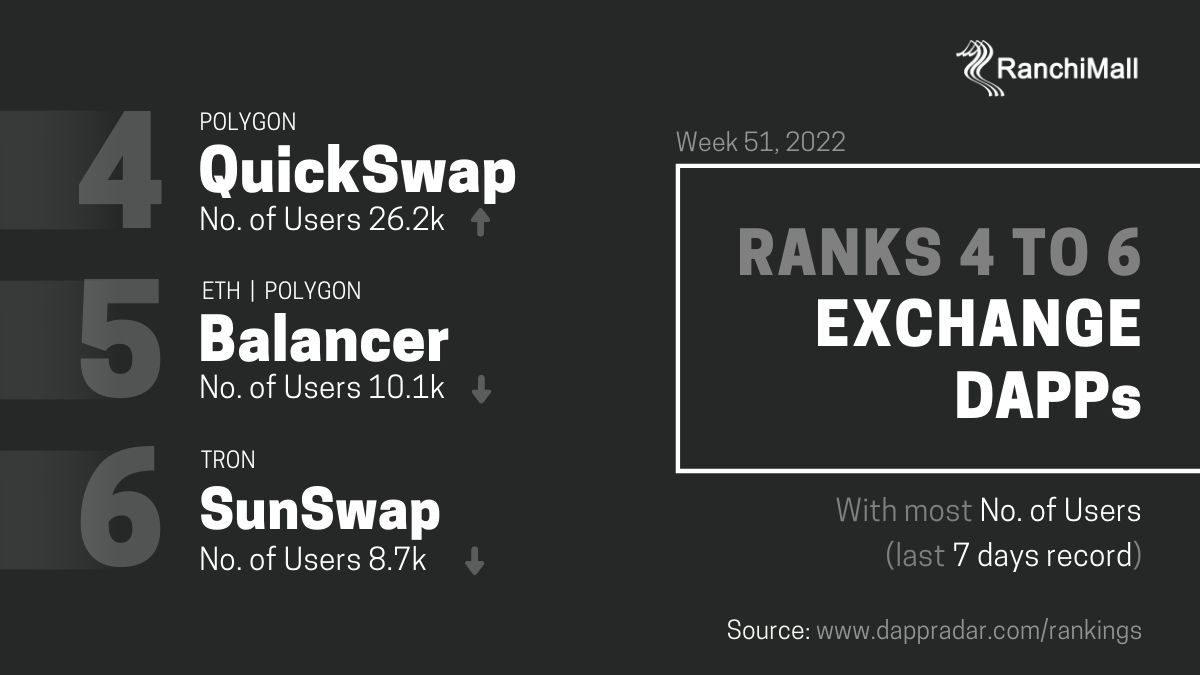 RanchiMall
4
POLYGON
QuickSwap
No. of Users 26.2k
5
ETH | POLYGON
Balancer
No. of Users 10.1k
6
TRON
SunSwap
No. of Users 8.7k
Week 51, 2022
RANKS 4 TO 6
EXCHANGE
DAPPs
With most No. of Users
(last 7 days record)
Source: www.dappradar.com/rankings